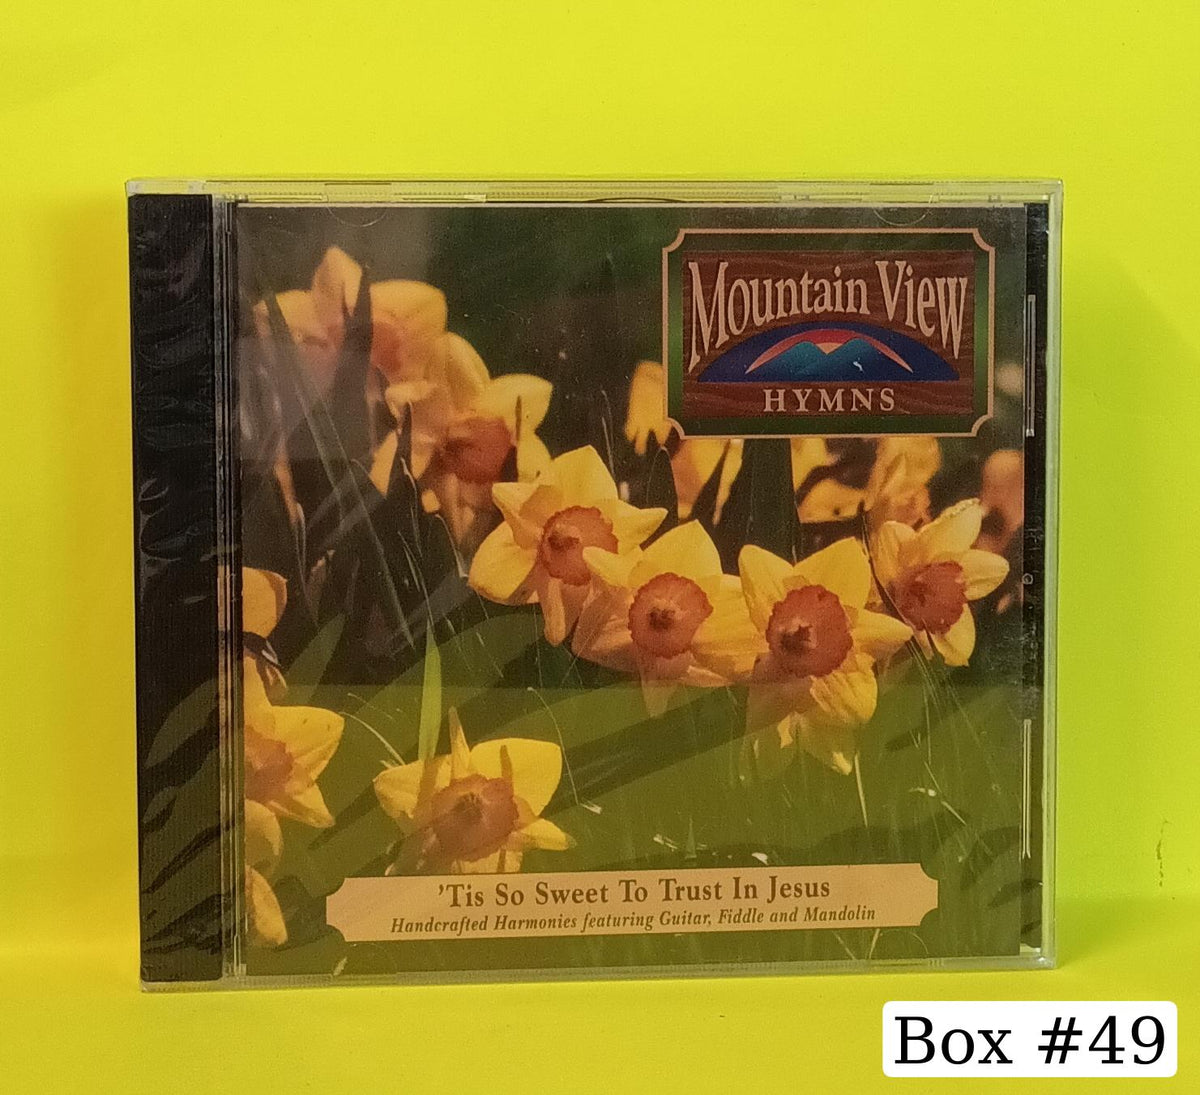 Mountain View
HYMNS
'Tis So Sweet To Trust In Jesus
Handcrafted Harmonies featuring Guitar, Fiddle and Mandolin
Box #49